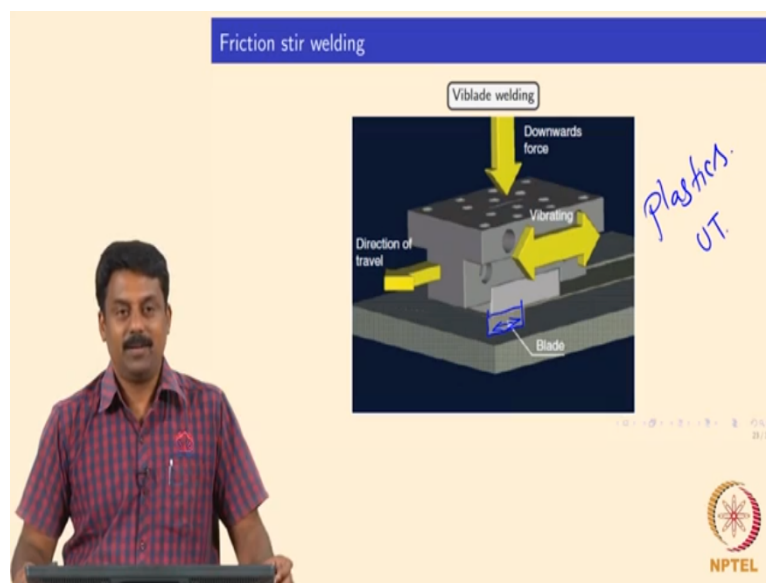 Friction stir welding
Viblade welding
Downwards
force
Vibrating
Direction of
travel
Blade
Plastics.
UT.
NPTEL